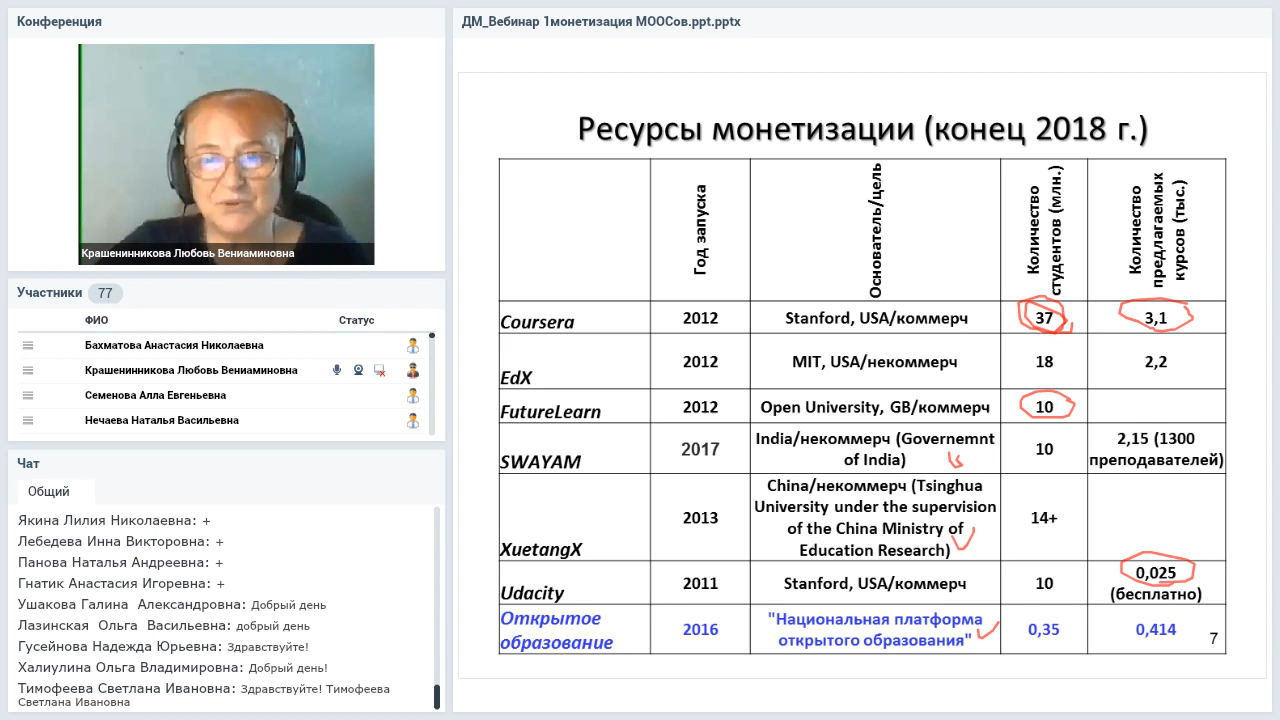 Конференция
Крашенинникова Любовь Вениаминовна
Участники 77
ФИО Статус
Бахматова Анастасия Николаевна
Крашенинникова Любовь Вениаминовна
Семенова Алла Евгеньевна
Нечаева Наталья Васильевна
Чат
Общий
Якина Лилия Николаевна: +
Лебедева Инна Викторовна: +
Панова Наталья Андреевна: +
Гнатик Анастасия Игоревна: +
Ушакова Галина Александровна: Добрый день
Лазинская Ольга Васильевна: добрый день
Гусейнова Надежда Юрьевна: Здравствуйте!
Халиулина Ольга Владимировна: Добрый день!
Тимофеева Светлана Ивановна: Здравствуйте! Тимофеева
Светлана Ивановна
ДМ_Вебинар 1монетизация МООСов.ppt.pptx
Ресурсы монетизации (конец 2018 г.)
Год запуска
Основатель/цель
Количество
студентов (млн.)
Количество
предлагаемых
курсов (тыс.)
Coursera 2012 Stanford, USA/коммерч 37 3,1
EdX 2012 MIT, USA/некоммерч 18 2,2
FutureLearn 2012 Open University, GB/коммерч 10
SWAYAM 2017 India/некоммерч (Governemnt
of India) 10 2,15 (1300
преподавателей)
XuetangX 2013 China/некоммерч (Tsinghua
University under the supervision
of the China Ministry of
Education Research) 14+
Udacity 2011 Stanford, USA/коммерч 10 0,025
(бесплатно)
Открытое
образование 2016 "Национальная платформа
открытого образования" 0,35 0,414
7